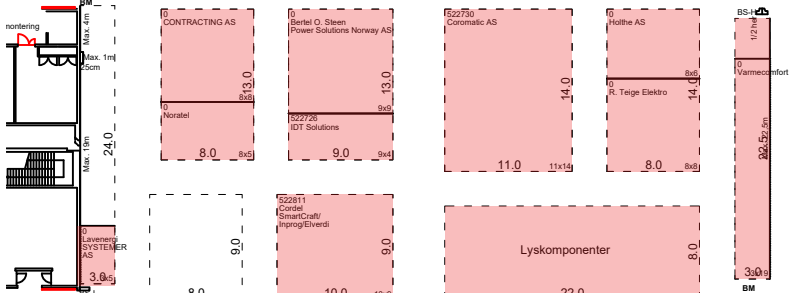 BM
montering
Max. 4m
Max. 1m
25cm
Max. 19m
24.0
0
Lavenergi
SYSTEMER
AS
3.0
0
CONTRACTING AS
13.0
8x8
0
Noratel
8.0
8x5
0
Bertel O. Steen
Power Solutions Norway AS
13.0
9x9
522726
IDT Solutions
9.0
9x4
522730
Coromatic AS
14.0
11.0
11x14
0
Holthe AS
8x6
14.0
0
R. Teige Elektro
8.0
8x8
BS-H
1/2 høy
0
Varmecomfort
22.5
3.0
3x19
BM
9.0
8.0
522811
Cordel
SmartCraft/
Inprog/Elverdi
9.0
10.0
Lyskomponenter
8.0
22.0